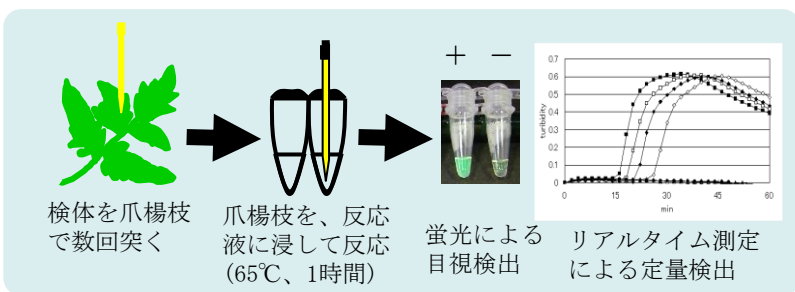 + −
検体を爪楊枝
で数回突く
爪楊枝を、反応
液に浸して反応
(65℃、1時間)
蛍光による
目視検出
turbidity
0.7
0.6
0.5
0.4
0.3
0.2
0.1
0
0 15 30 45 60
min
リアルタイム測定
による定量検出